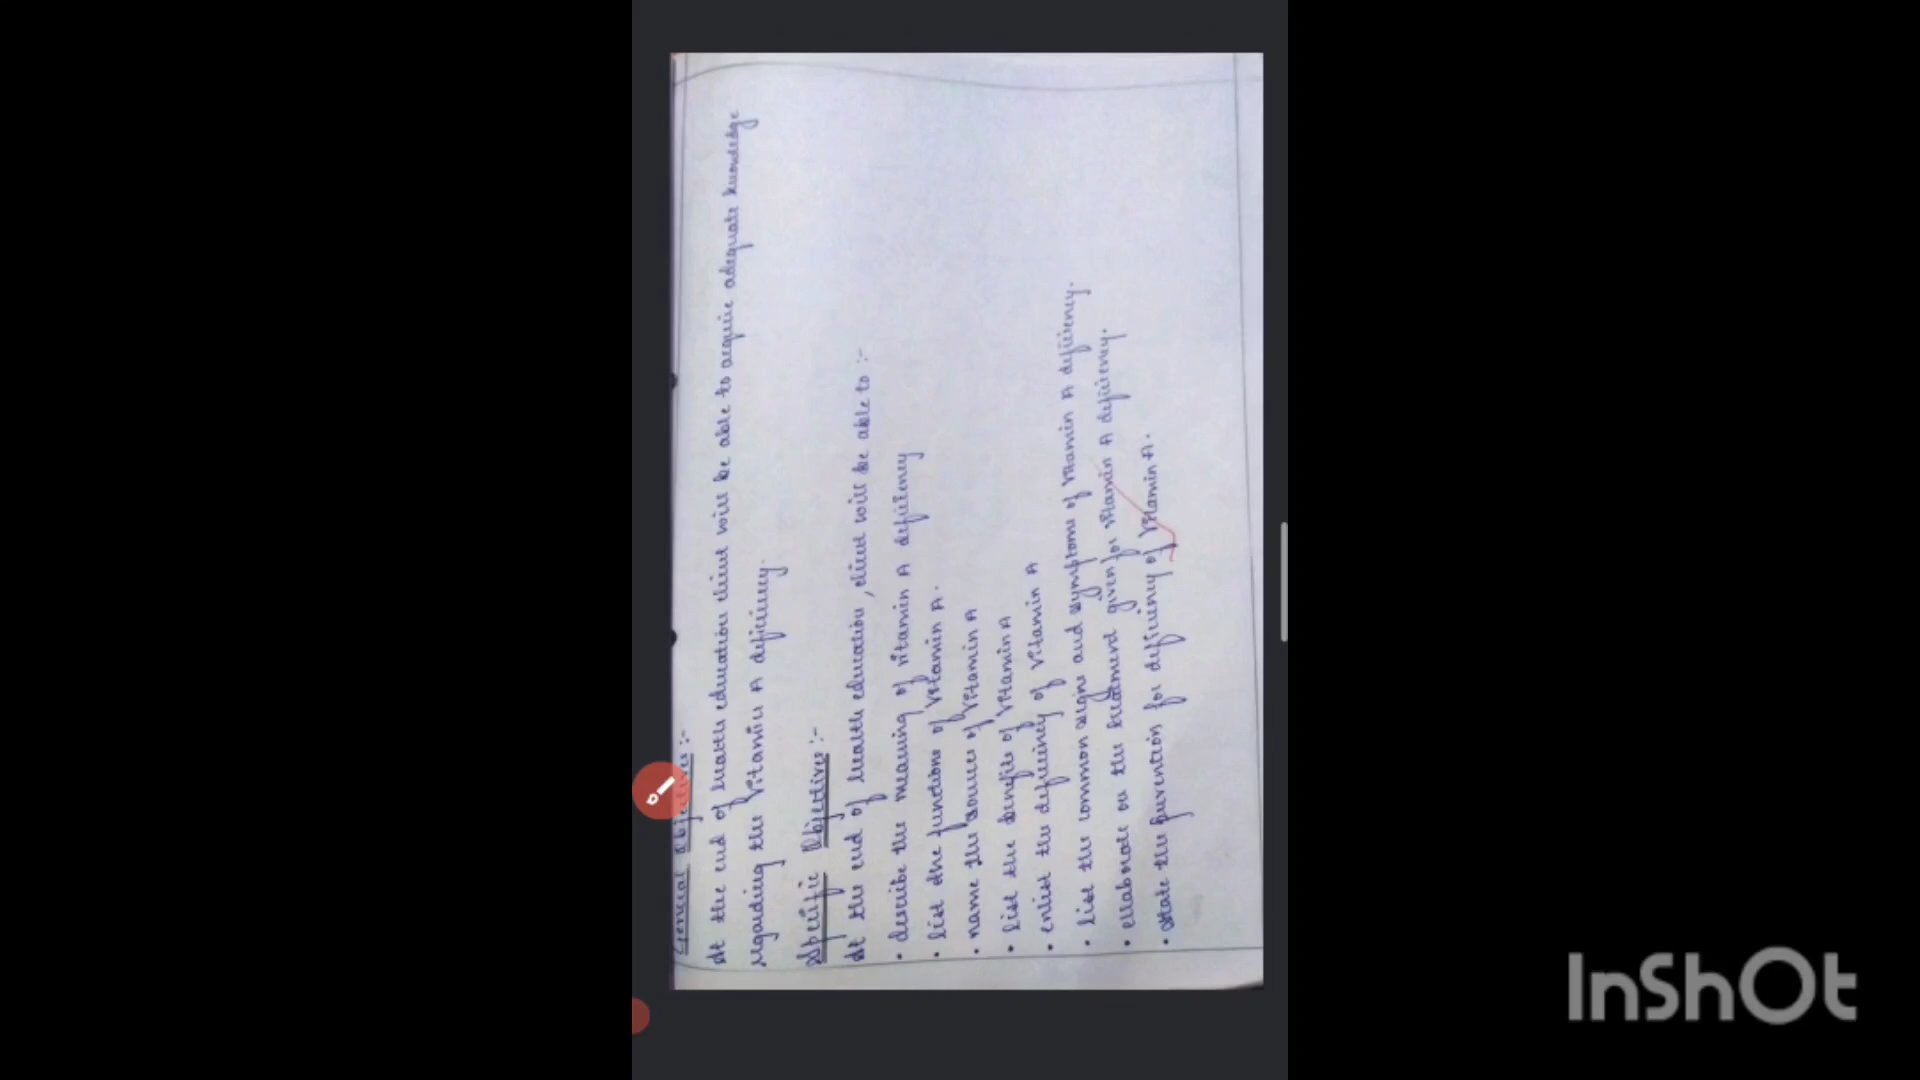 General Objectives :-
At the end of health education client will be able to acquire adequate knowledge
regarding the Vitamin A deficiency.
Specific Objectives :-
At the end of health education, client will be able to :-
• describe the meaning of vitamin A deficiency
• list the functions of Vitamin A.
• name the sources of Vitamin A
• list the benefits of Vitamin A
• enlist the deficiency of Vitamin A
• list the common signs and symptoms of Vitamin A deficiency.
• ellaborate on the treatment given for vitamin A deficiency.
• state the prevention for deficiency of Vitamin A.
InShOt